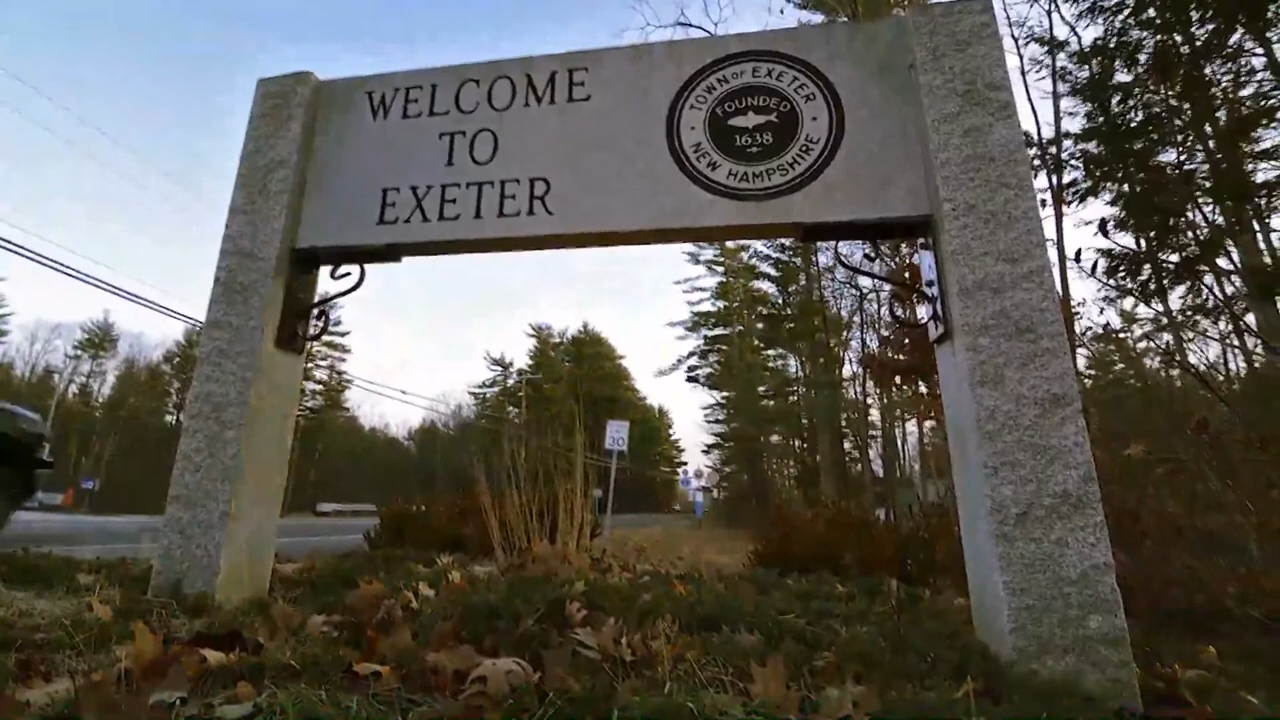 WELCOME
TO
EXETER
TOWN OF EXETER
FOUNDED
1638
NEW HAMPSHIRE
30